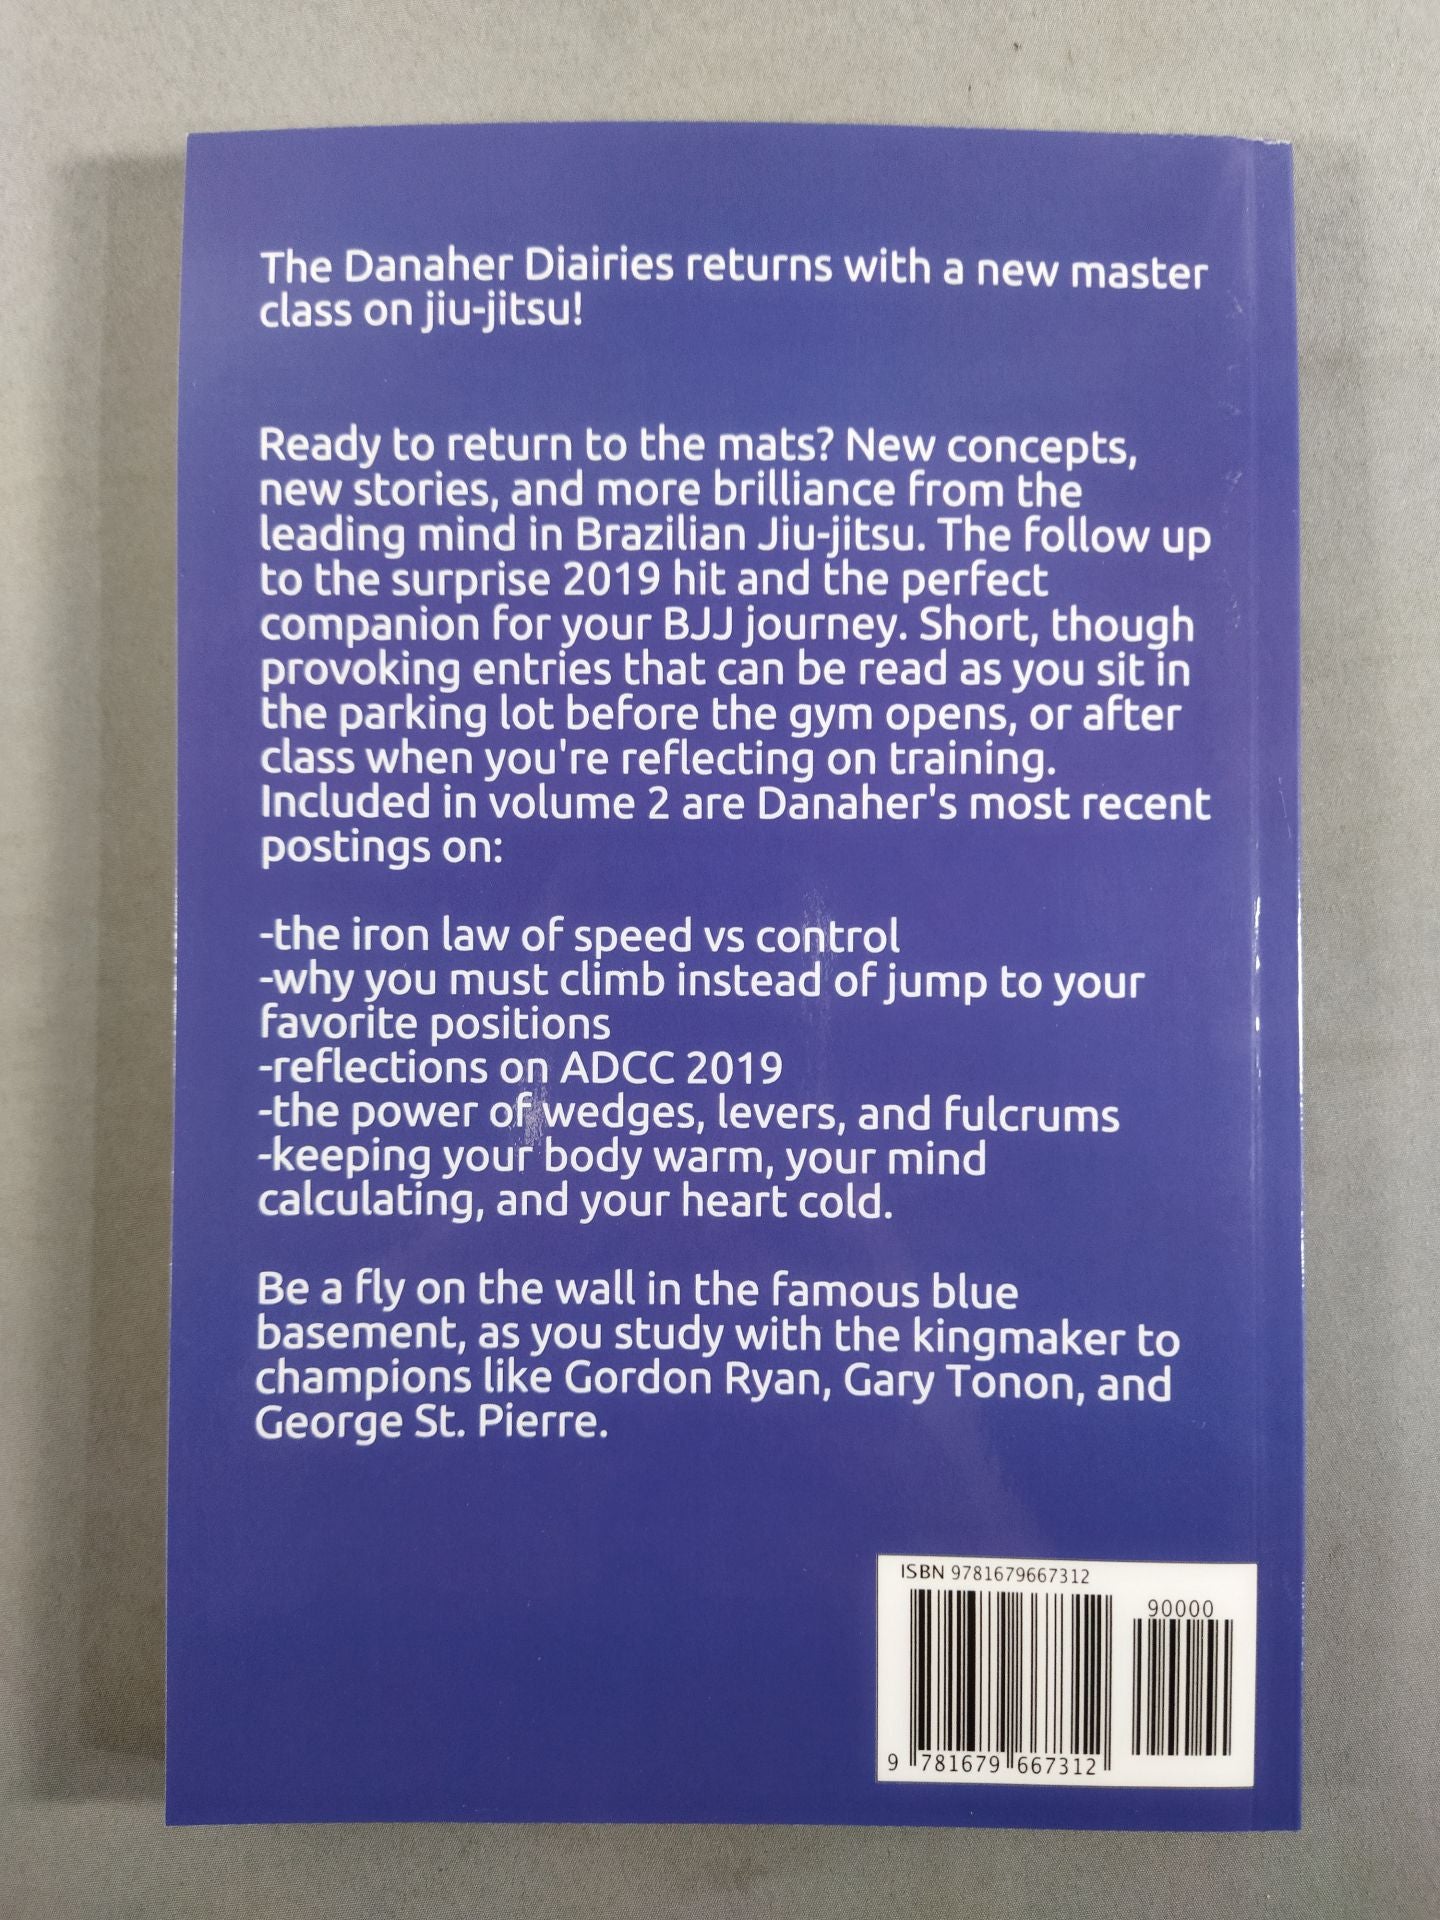 The Danaher Diairies returns with a new master
class on jiu-jitsu!
Ready to return to the mats? New concepts,
new stories, and more brilliance from the
leading mind in Brazilian Jiu-jitsu. The follow up
to the surprise 2019 hit and the perfect
companion for your BJJ journey. Short, though
provoking entries that can be read as you sit in
the parking lot before the gym opens, or after
class when you're reflecting on training.
Included in volume 2 are Danaher's most recent
postings on:
-the iron law of speed vs control
-why you must climb instead of jump to your
favorite positions
-reflections on ADCC 2019
-the power of wedges, levers, and fulcrums
-keeping your body warm, your mind
calculating, and your heart cold.
Be a fly on the wall in the famous blue
basement, as you study with the kingmaker to
champions like Gordon Ryan, Gary Tonon, and
George St. Pierre.
ISBN 9781679667312
90000
9 781679 667312